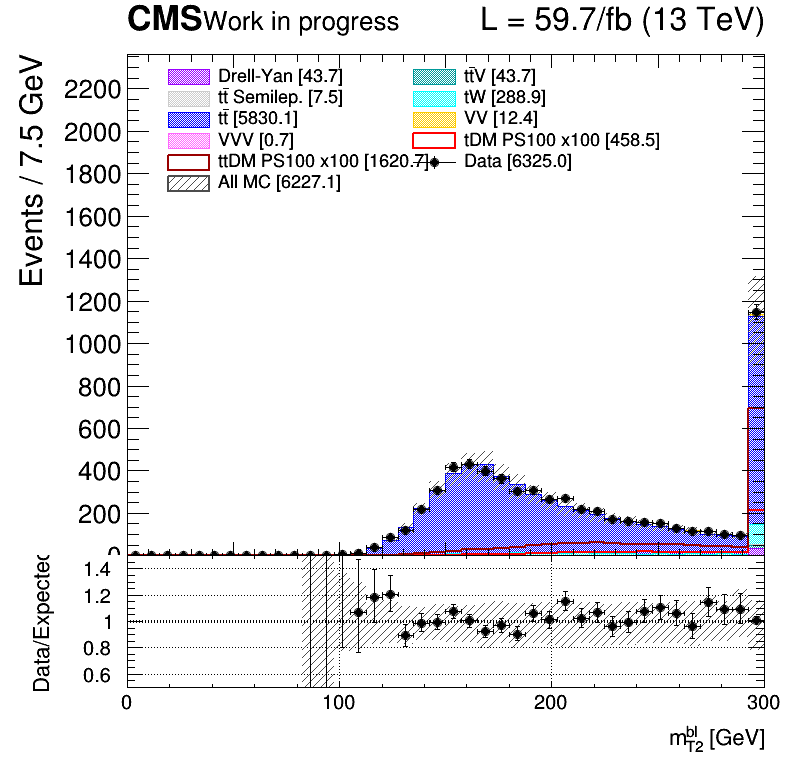 CMS Work in progress L = 59.7/fb (13 TeV)
Events / 7.5 GeV
2200
2000
1800
1600
1400
1200
1000
800
600
400
200
0
Drell-Yan [43.7] tt̄V [43.7]
tt̄ Semilep. [7.5] tW [288.9]
tt̄ [5830.1] VV [12.4]
VVV [0.7] tDM PS100 x100 [458.5]
ttDM PS100 x100 [1620.7] Data [6325.0]
All MC [6227.1]
Data/Expected
1.4
1.2
1
0.8
0.6
0 100 200 300
m_{T2}^{bl} [GeV]